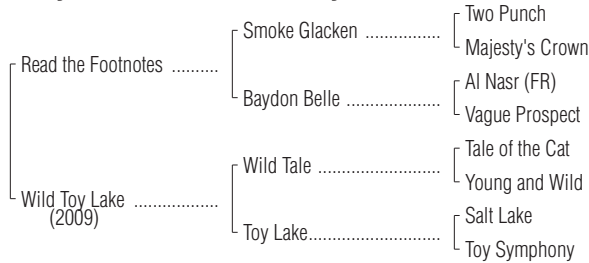 Two Punch
Smoke Glacken ................
Majesty's Crown
Read the Footnotes ..........
Al Nasr (FR)
Baydon Belle ....................
Vague Prospect
Tale of the Cat
Wild Tale ..........................
Young and Wild
Wild Toy Lake ..................
(2009)
Salt Lake
Toy Lake............................
Toy Symphony